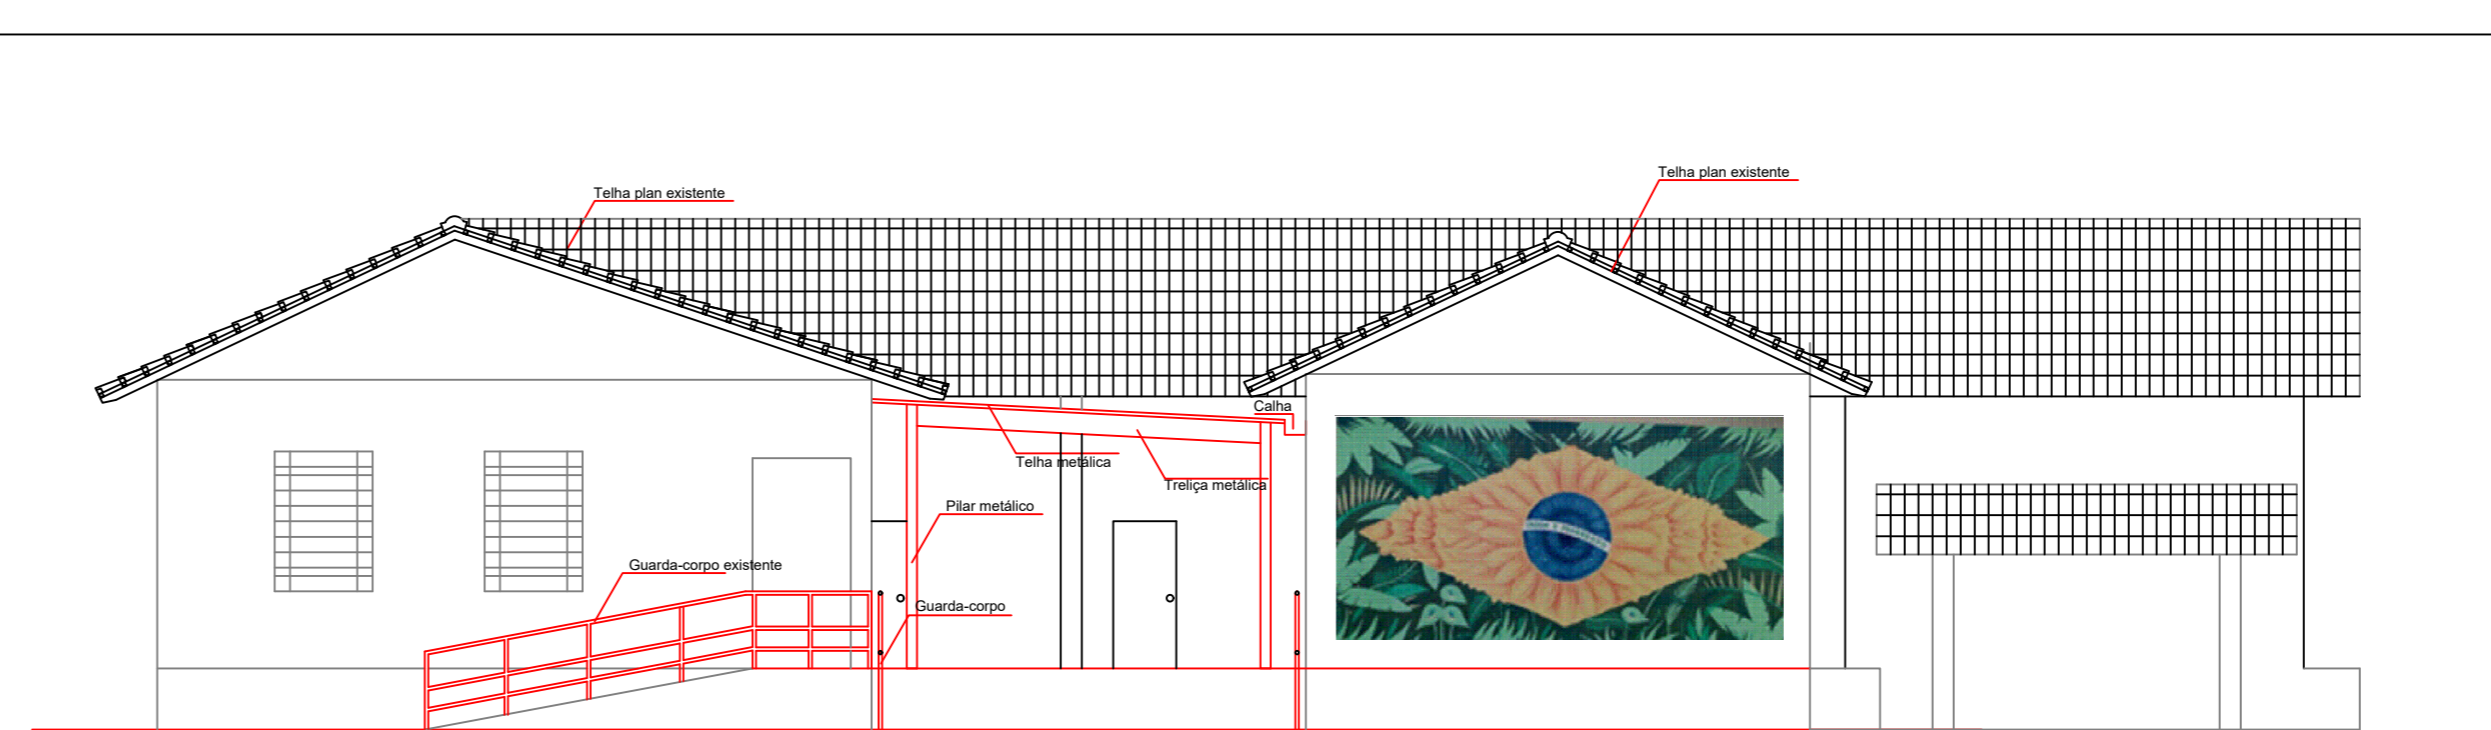 Telha plan existente
Telha plan existente
Calha
Telha metálica
Treliça metálica
Pilar metálico
Guarda-corpo existente
Guarda-corpo